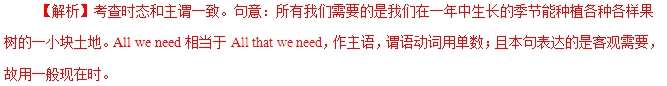 【解析】考查时态和主谓一致。句意：所有我们需要的是我们在一年中生长的季节能种植各种各样果
树的一小块土地。All we need 相当于 All that we need，作主语，谓语动词用单数；且本句表达的是客观需要，
故用一般现在时。